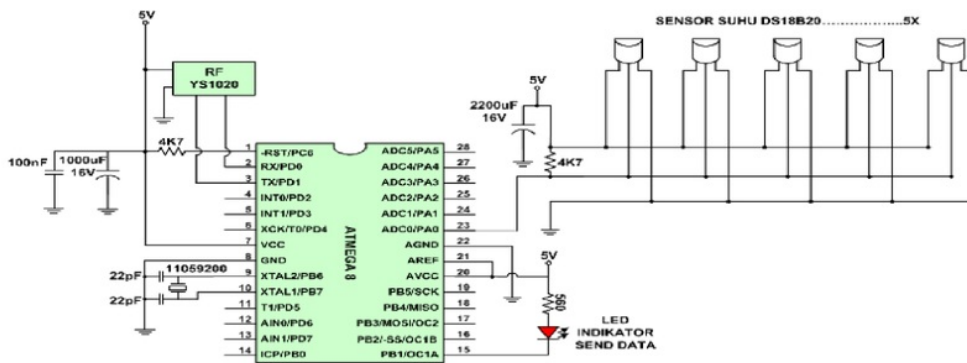 5V
SENSOR SUHU DS18B20....................5X
RF
YS1020
5V
2200uF
16V
4K7
100nF
1000uF
16V
4K7
1 -RST/PC6
2 RX/PD0
3 TX/PD1
4 INT0/PD2
5 INT1/PD3
6 XCK/T0/PD4
7 VCC
8 GND
9 XTAL2/PB6
10 XTAL1/PB7
11 T1/PD5
12 AIN0/PD6
13 AIN1/PD7
14 ICP/PB0
ATMEGA 8
ADC5/PA5 28
ADC4/PA4 27
ADC3/PA3 26
ADC2/PA2 25
ADC1/PA1 24
ADC0/PA0 23
AGND 22
AREF 21
AVCC 20
PB5/SCK 19
PB4/MISO 18
PB3/MOSI/OC2 17
PB2/-SS/OC1B 16
PB1/OC1A 15
22pF
11059200
22pF
5V
560
LED
INDIKATOR
SEND DATA